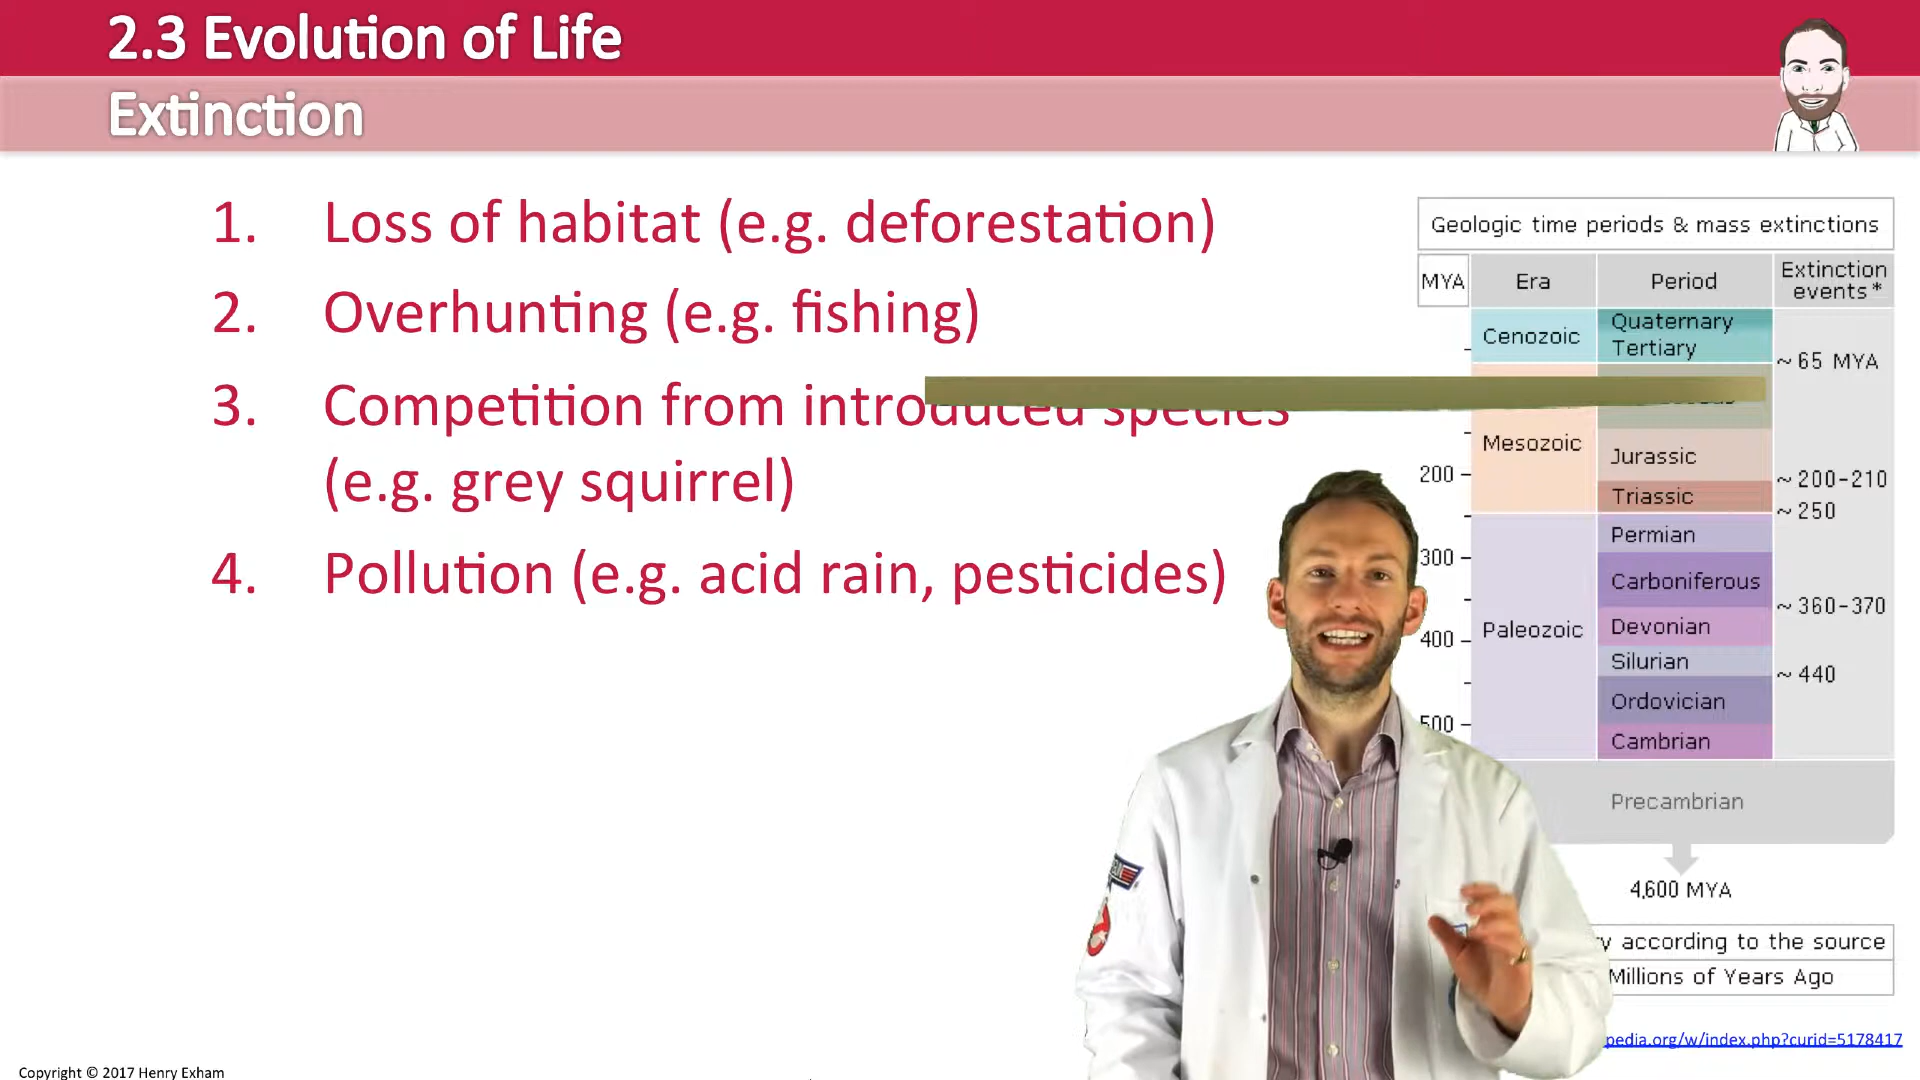 2.3 Evolution of Life
Extinction
1. Loss of habitat (e.g. deforestation)
2. Overhunting (e.g. fishing)
3. Competition from introduced species
(e.g. grey squirrel)
4. Pollution (e.g. acid rain, pesticides)
Geologic time periods & mass extinctions
MYA Era Period Extinction events*
Cenozoic
Quaternary
Tertiary
~ 65 MYA
Mesozoic
Jurassic
200
~ 200-210
Triassic
~ 250
Permian
300
Carboniferous
~ 360-370
400
Paleozoic
Devonian
Silurian
~ 440
Ordovician
500
Cambrian
Precambrian
4,600 MYA
according to the source
Millions of Years Ago
pedia.org/w/index.php?curid=5178417
Copyright © 2017 Henry Exham